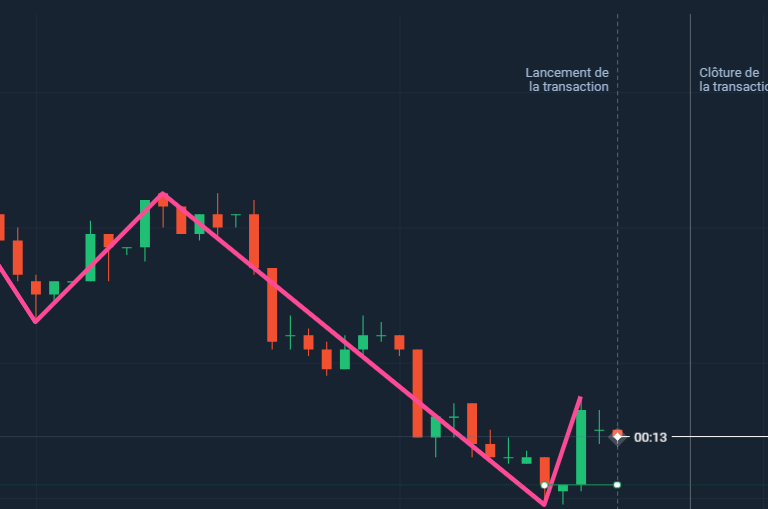 Lancement de
la transaction
Clôture de
la transactio
00:13